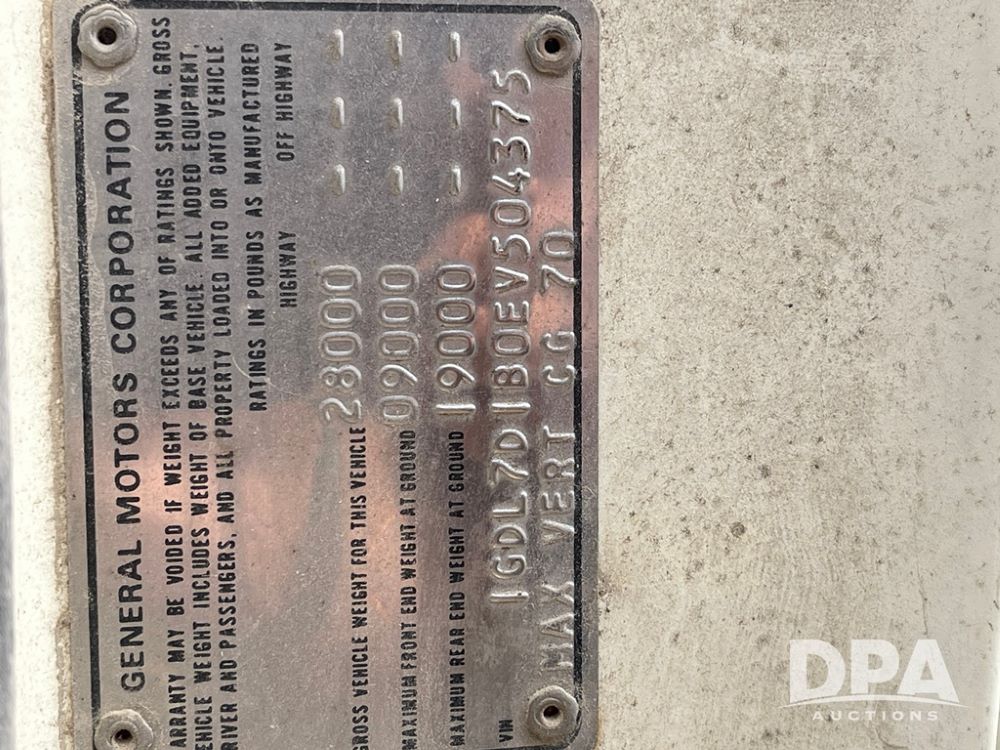 GENERAL MOTORS CORPORATION
ARRANTY MAY BE VOIDED IF WEIGHT EXCEEDS ANY OF RATINGS SHOWN. GROSS
EHICLE WEIGHT INCLUDES WEIGHT OF BASE VEHICLE. ALL ADDED EQUIPMENT,
RIVER AND PASSENGERS, AND ALL PROPERTY LOADED INTO OR ONTO VEHICLE.
RATINGS IN POUNDS AS MANUFACTURED
HIGHWAY OFF HIGHWAY
GROSS VEHICLE WEIGHT FOR THIS VEHICLE 28000 - - -
MAXIMUM FRONT END WEIGHT AT GROUND 09000 - - -
MAXIMUM REAR END WEIGHT AT GROUND 19000 - - -
VIN 1GDL7D1B0EV504375
MAX VERT CG 70
DPA
AUCTIONS